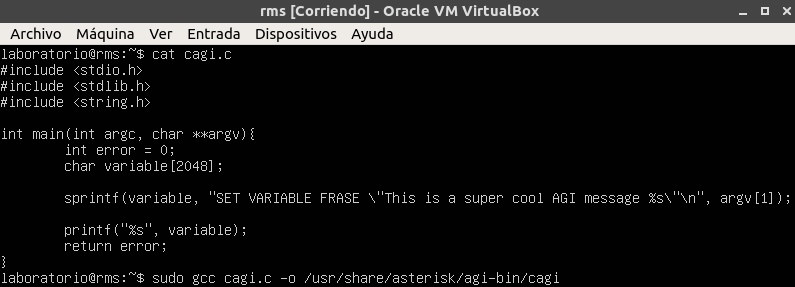 rms [Corriendo] - Oracle VM VirtualBox
Archivo Máquina Ver Entrada Dispositivos Ayuda
laboratorio@rms:~$ cat cagi.c
#include <stdio.h>
#include <stdlib.h>
#include <string.h>
int main(int argc, char **argv){
int error = 0;
char variable[2048];
sprintf(variable, "SET VARIABLE FRASE \"This is a super cool AGI message %s\"\n", argv[1]);
printf("%s", variable);
return error;
}
laboratorio@rms:~$ sudo gcc cagi.c -o /usr/share/asterisk/agi-bin/cagi